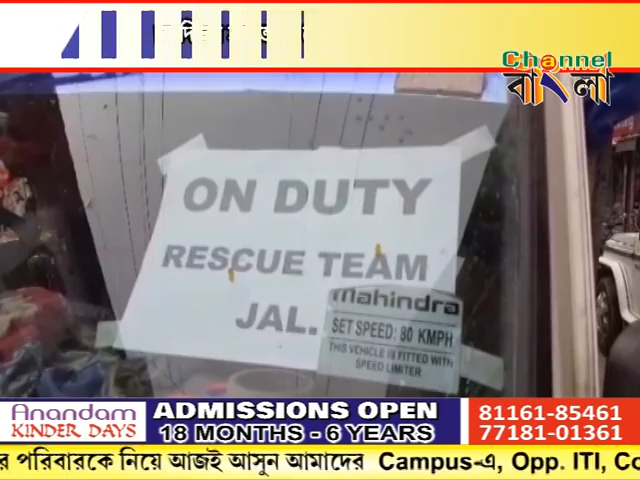 Channel
বাংলা
ON DUTY
RESCUE TEAM
JAL.
Mahindra
SET SPEED: 80 KMPH
THIS VEHICLE IS FITTED WITH
SPEED LIMITER
Anandam
KINDER DAYS
ADMISSIONS OPEN
18 MONTHS - 6 YEARS
81161-85461
77181-01361
র পরিবারকে নিয়ে আজই আসুন আমাদের Campus-এ, Opp. ITI, Co